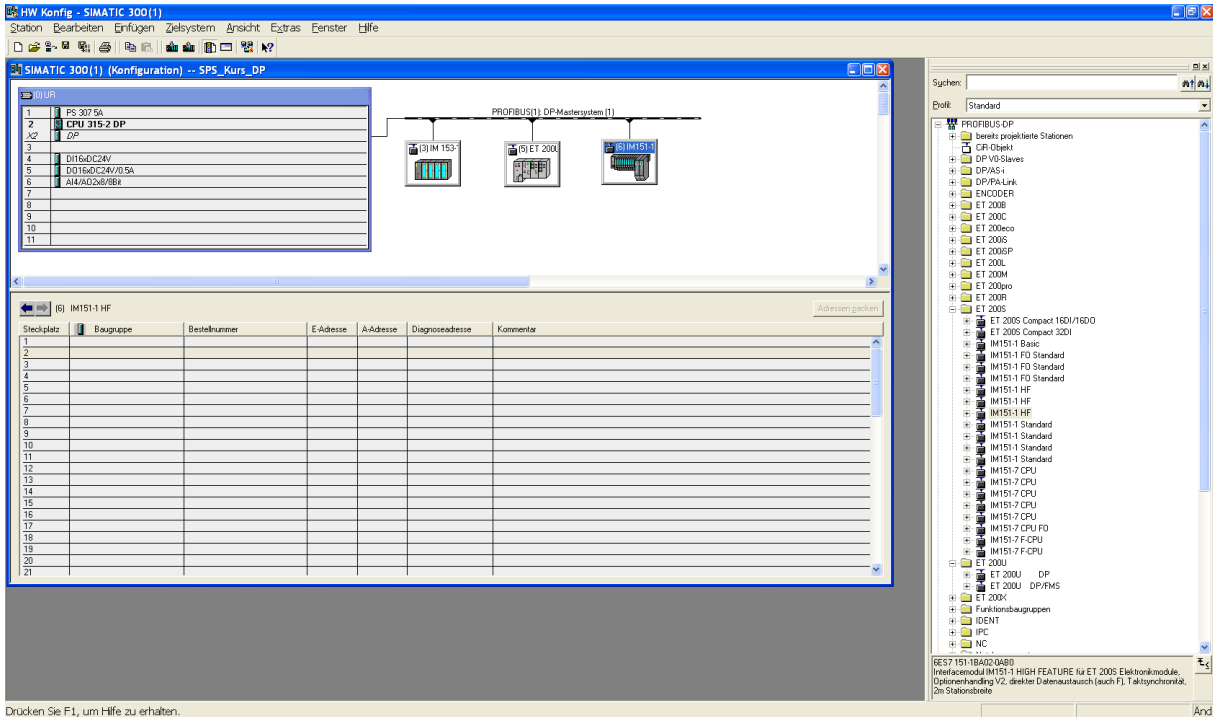 HW Konfig - SIMATIC 300(1)
Station Bearbeiten Einfügen Zielsystem Ansicht Extras Fenster Hilfe
SIMATIC 300(1) (Konfiguration) -- SPS_Kurs_DP
(0) UR
1 PS 307 5A
2 CPU 315-2 DP
X2 DP
3
4 DI16xDC24V
5 DO16xDC24V/0.5A
6 AI4/AO2x8/8Bit
7
8
9
10
11
PROFIBUS(1): DP-Mastersystem (1)
(3) IM 153-
(5) ET 200U
(6) IM151-1
(6) IM151-1 HF
Adressen packen
Steckplatz Baugruppe Bestellnummer E-Adresse A-Adresse Diagnoseadresse Kommentar
1
2
3
4
5
6
7
8
9
10
11
12
13
14
15
16
17
18
19
20
21
Suchen:
Profil: Standard
PROFIBUS-DP
bereits projektierte Stationen
CiR-Objekt
DP V0-Slaves
DP/AS-i
DP/PA-Link
ENCODER
ET 200B
ET 200C
ET 200eco
ET 200iS
ET 200iSP
ET 200L
ET 200M
ET 200pro
ET 200R
ET 200S
ET 200S Compact 16DI/16DO
ET 200S Compact 32DI
IM151-1 Basic
IM151-1 FO Standard
IM151-1 FO Standard
IM151-1 FO Standard
IM151-1 HF
IM151-1 HF
IM151-1 HF
IM151-1 Standard
IM151-1 Standard
IM151-1 Standard
IM151-1 Standard
IM151-7 CPU
IM151-7 CPU
IM151-7 CPU
IM151-7 CPU
IM151-7 CPU
IM151-7 CPU FO
IM151-7 F-CPU
IM151-7 F-CPU
ET 200U
ET 200U DP
ET 200U DP/FMS
ET 200X
Funktionsbaugruppen
IDENT
IPC
NC
6ES7 151-1BA02-0AB0
Interfacemodul IM151-1 HIGH FEATURE für ET 200S Elektronikmodule,
Optionenhandling V2, direkter Datenaustausch (auch F), Taktsynchronität,
2m Stationsbreite
Drücken Sie F1, um Hilfe zu erhalten.
Änd